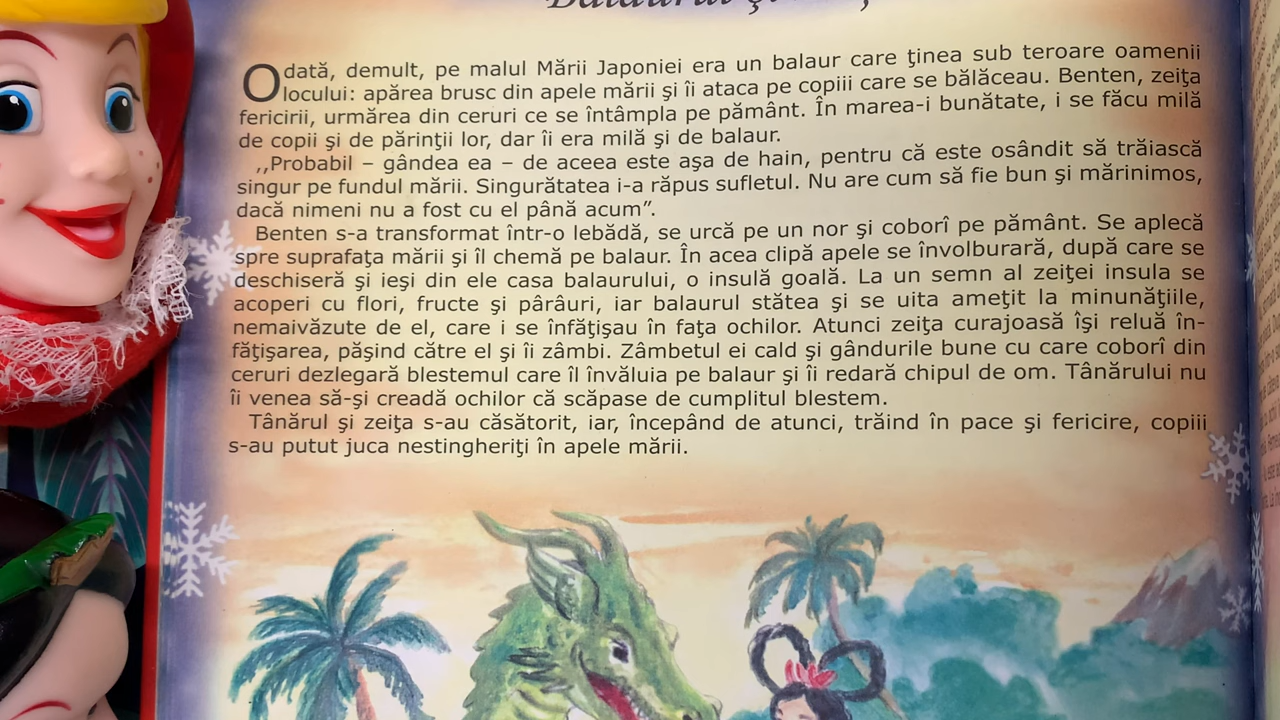 Balaurul şi
Odată, demult, pe malul Mării Japoniei era un balaur care ţinea sub teroare oamenii
locului: apărea brusc din apele mării şi îi ataca pe copiii care se bălăceau. Benten, zeiţa
fericirii, urmărea din ceruri ce se întâmpla pe pământ. În marea-i bunătate, i se făcu milă
de copii şi de părinţii lor, dar îi era milă şi de balaur.
,,Probabil – gândea ea – de aceea este aşa de hain, pentru că este osândit să trăiască
singur pe fundul mării. Singurătatea i-a răpus sufletul. Nu are cum să fie bun şi mărinimos,
dacă nimeni nu a fost cu el până acum”.
Benten s-a transformat într-o lebădă, se urcă pe un nor şi coborî pe pământ. Se aplecă
spre suprafaţa mării şi îl chemă pe balaur. În acea clipă apele se învolburară, după care se
deschiseră şi ieşi din ele casa balaurului, o insulă goală. La un semn al zeiţei insula se
acoperi cu flori, fructe şi pârâuri, iar balaurul stătea şi se uita ameţit la minunăţiile,
nemaivăzute de el, care i se înfăţişau în faţa ochilor. Atunci zeiţa curajoasă îşi reluă în-
făţişarea, păşind către el şi îi zâmbi. Zâmbetul ei cald şi gândurile bune cu care coborî din
ceruri dezlegară blestemul care îl învăluia pe balaur şi îi redară chipul de om. Tânărului nu
îi venea să-şi creadă ochilor că scăpase de cumplitul blestem.
Tânărul şi zeiţa s-au căsătorit, iar, începând de atunci, trăind în pace şi fericire, copiii
s-au putut juca nestingheriţi în apele mării.